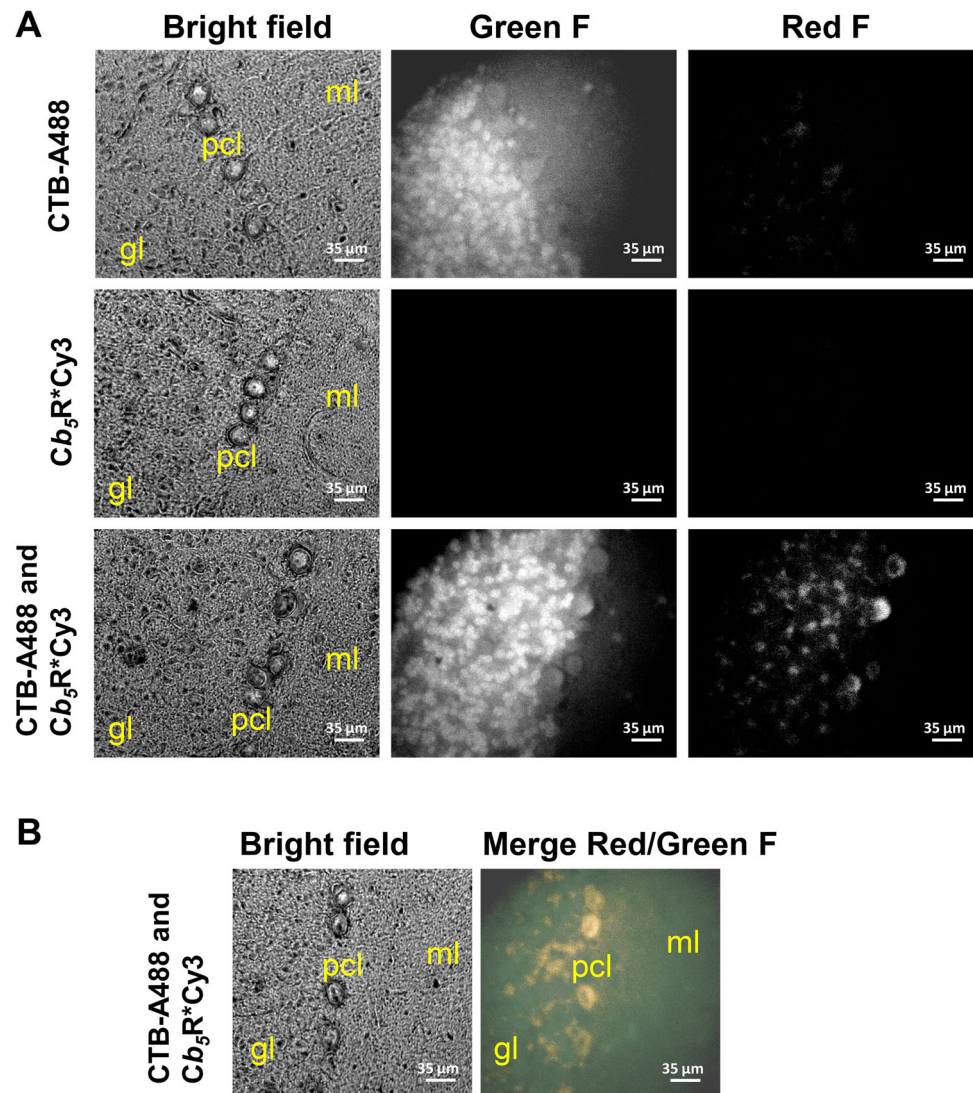 A
Bright field Green F Red F
CTB-A488
ml
pcl
gl
35 µm
35 µm
35 µm
Cb₅R*Cy3
ml
pcl
gl
35 µm
35 µm
35 µm
CTB-A488 and
Cb₅R*Cy3
ml
pcl
gl
35 µm
35 µm
35 µm
B
Bright field Merge Red/Green F
CTB-A488 and
Cb₅R*Cy3
ml
pcl
gl
35 µm
ml
pcl
gl
35 µm